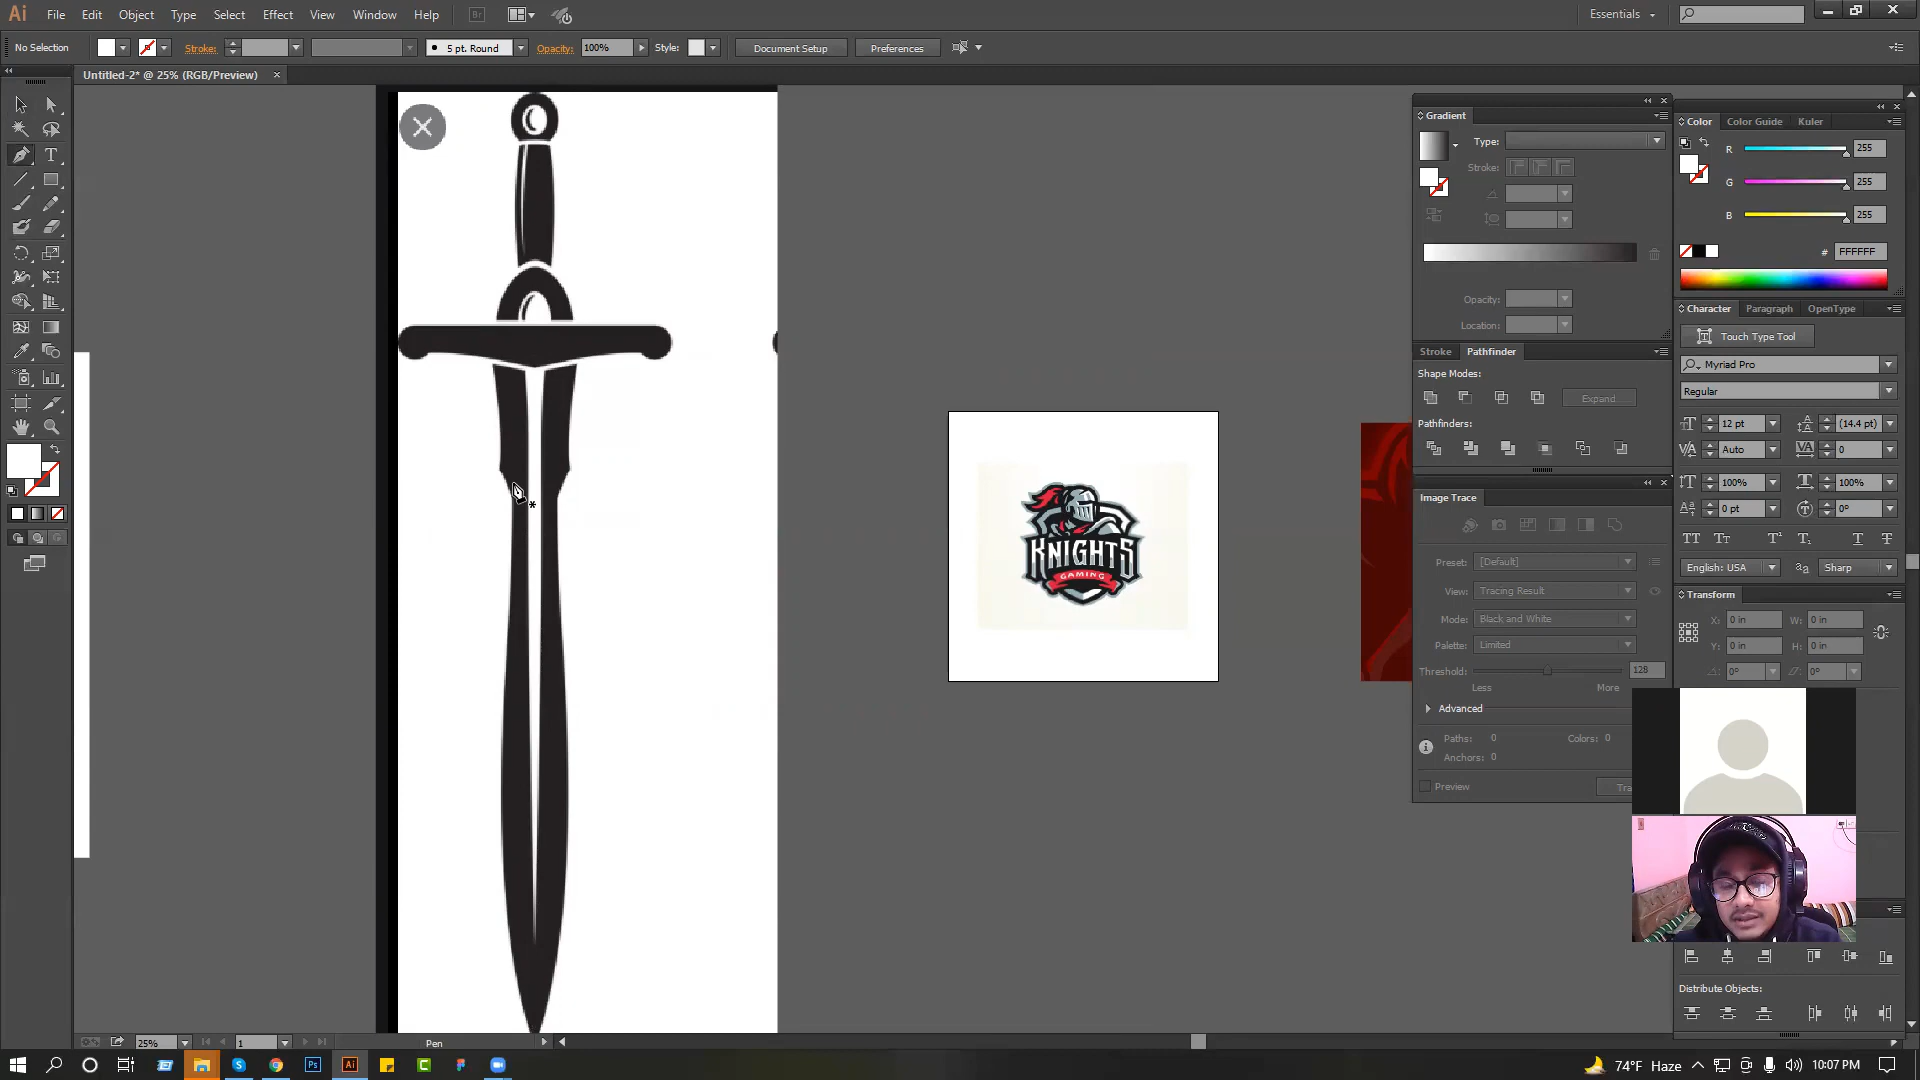 Ai File Edit Object Type Select Effect View Window Help Br Essentials
No Selection Stroke: 5 pt. Round Opacity: 100% Style: Document Setup Preferences
Untitled-2* @ 25% (RGB/Preview)
KNIGHTS
GAMING
Gradient
Type:
Stroke:
Opacity:
Location:
Stroke Pathfinder
Shape Modes:
Expand
Pathfinders:
Image Trace
Preset: [Default]
View: Tracing Result
Mode: Black and White
Palette: Limited
Threshold: 128
Less More
Advanced
Paths: 0 Colors: 0
Anchors: 0
Preview
Color Color Guide Kuler
R 255
G 255
B 255
# FFFFFF
Character Paragraph OpenType
Touch Type Tool
Myriad Pro
Regular
12 pt (14.4 pt)
Auto 0
100% 100%
0 pt 0°
English: USA Sharp
Transform
X: 0 in W: 0 in
Y: 0 in H: 0 in
0° 0°
Distribute Objects:
25% 1 Pen
Ps Ai 74°F Haze 10:07 PM